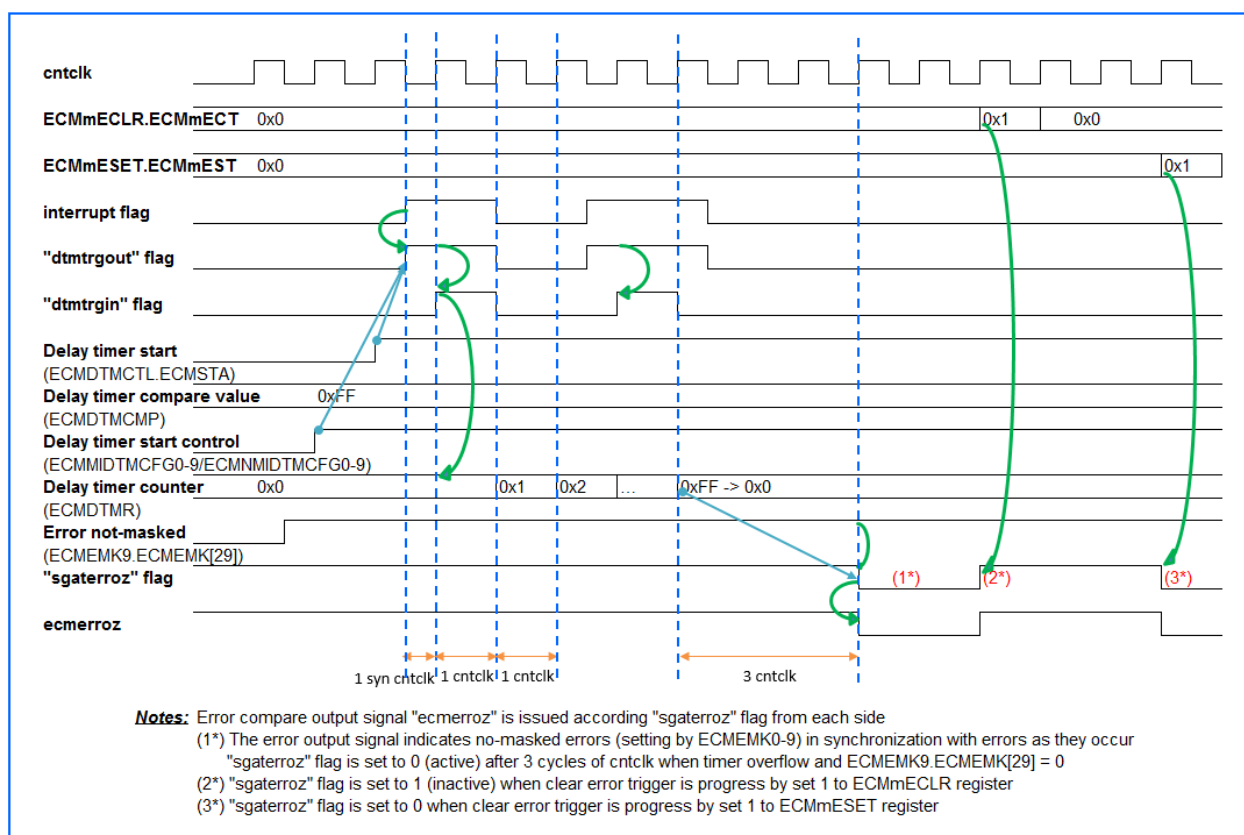 cntclk
ECMmECLR.ECMmECT 0x0 0x1 0x0
ECMmESET.ECMmEST 0x0 0x1
interrupt flag
"dtmtrgout" flag
"dtmtrgin" flag
Delay timer start
(ECMDTMCTL.ECMSTA)
Delay timer compare value 0xFF
(ECMDTMCMP)
Delay timer start control
(ECMMIDTMCFG0-9/ECMNMIDTMCFG0-9)
Delay timer counter 0x0 0x1 0x2 ... 0xFF -> 0x0
(ECMDTMR)
Error not-masked
(ECMEMK9.ECMEMK[29])
"sgaterroz" flag (1*) (2*) (3*)
ecmerroz
1 syn cntclk 1 cntclk 1 cntclk 3 cntclk
Notes: Error compare output signal "ecmerroz" is issued according "sgaterroz" flag from each side
(1*) The error output signal indicates no-masked errors (setting by ECMEMK0-9) in synchronization with errors as they occur
"sgaterroz" flag is set to 0 (active) after 3 cycles of cntclk when timer overflow and ECMEMK9.ECMEMK[29] = 0
(2*) "sgaterroz" flag is set to 1 (inactive) when clear error trigger is progress by set 1 to ECMmECLR register
(3*) "sgaterroz" flag is set to 0 when clear error trigger is progress by set 1 to ECMmESET register